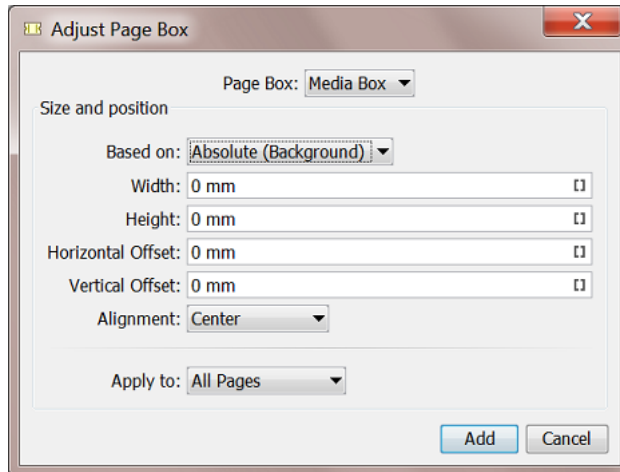 Adjust Page Box
Page Box: Media Box
Size and position
Based on: Absolute (Background)
Width: 0 mm
Height: 0 mm
Horizontal Offset: 0 mm
Vertical Offset: 0 mm
Alignment: Center
Apply to: All Pages
Add Cancel